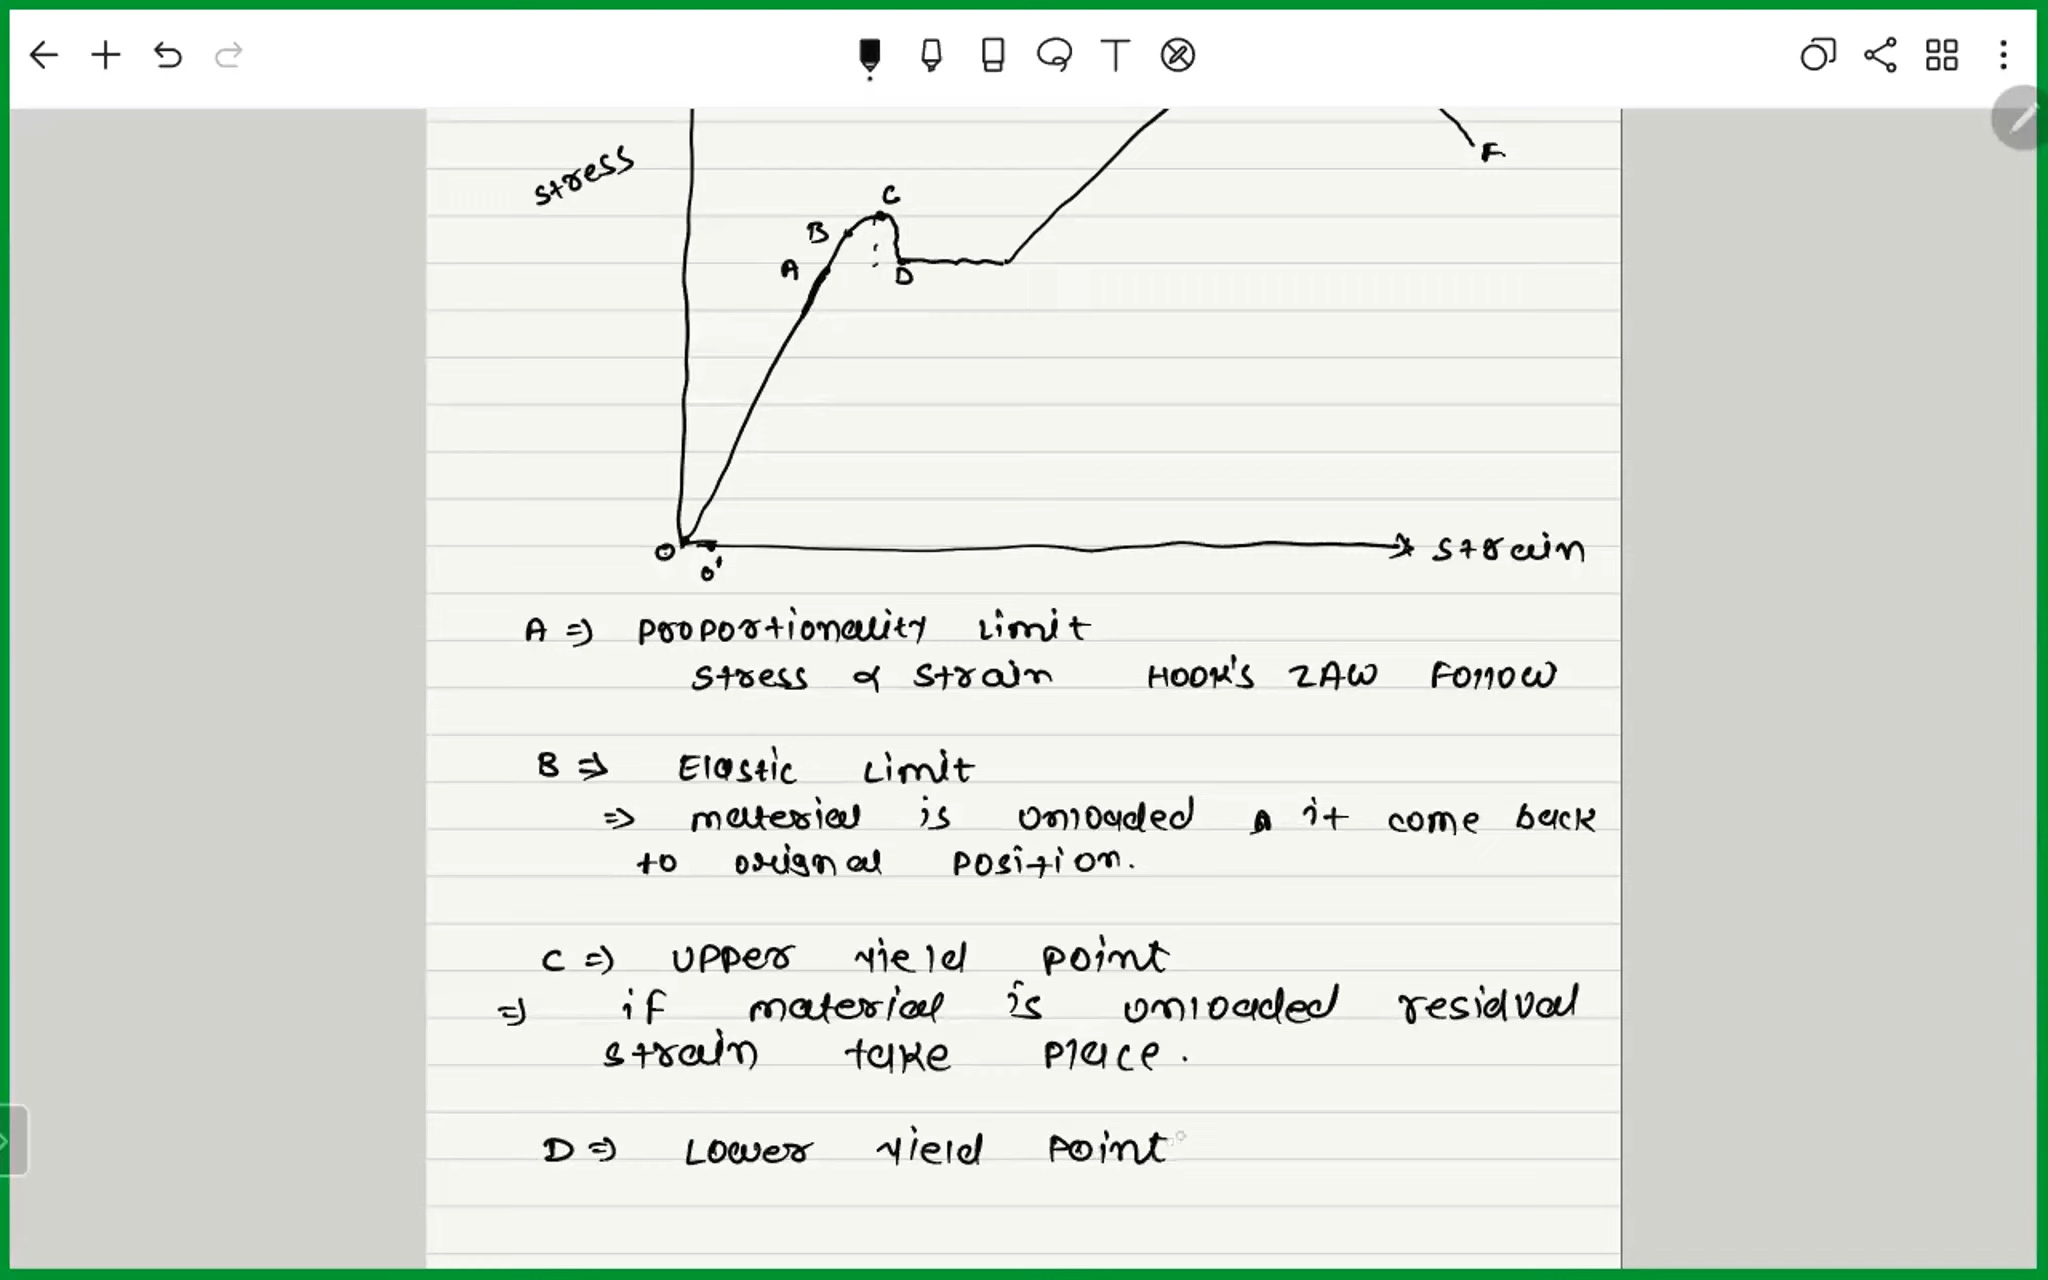 T
stress
F
C
B
A
D
O
O'
strain
A ⇒ proportionality Limit
stress ∝ strain HOOK'S LAW FOLLOW
B ⇒ Elastic Limit
⇒ material is unloaded it come back
to orignal position.
C ⇒ UPPer yield point
⇒ if material is unloaded residual
strain take place.
D ⇒ Lower yield point